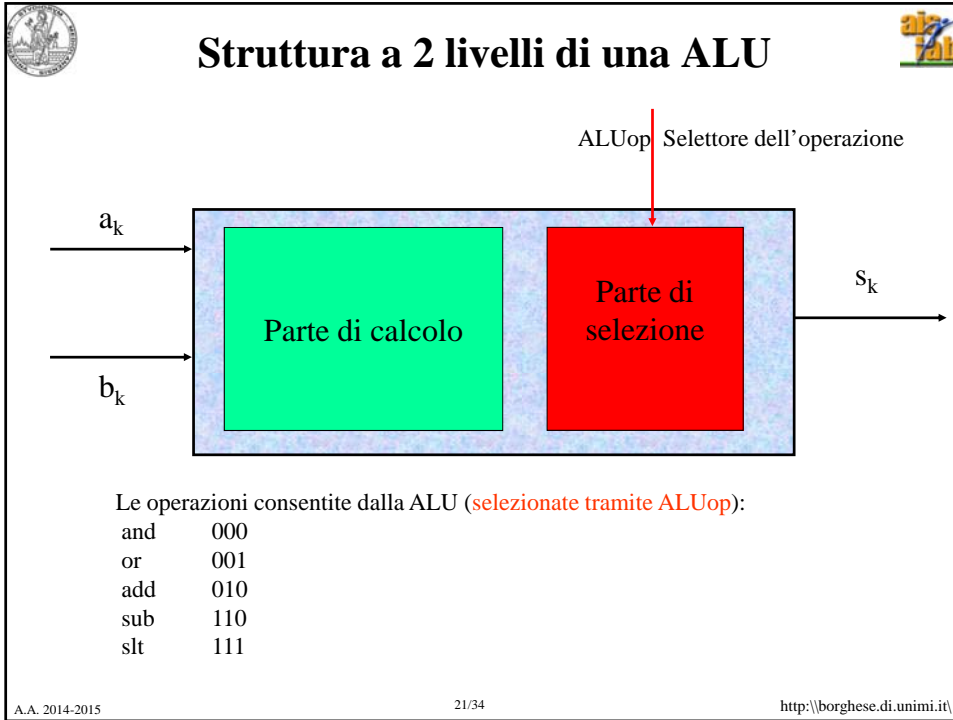 Struttura a 2 livelli di una ALU
ALUop Selettore dell'operazione
a_k
b_k
Parte di calcolo
Parte di
selezione
s_k
Le operazioni consentite dalla ALU (selezionate tramite ALUop):
and 000
or 001
add 010
sub 110
slt 111
A.A. 2014-2015
21/34
http:\\borghese.di.unimi.it\